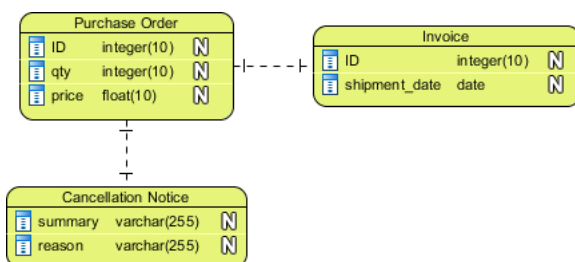 Purchase Order
ID integer(10) N
qty integer(10) N
price float(10) N
Invoice
ID integer(10) N
shipment_date date N
Cancellation Notice
summary varchar(255) N
reason varchar(255) N